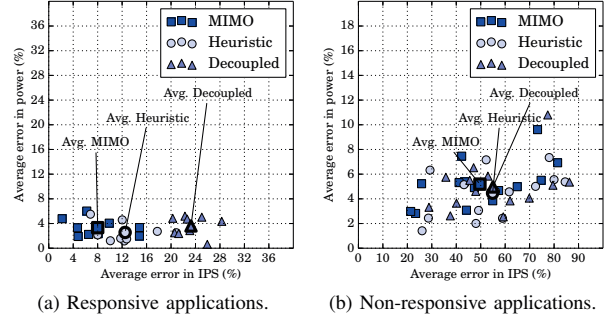 MIMO
Heuristic
Decoupled
Avg. Decoupled
Avg. Heuristic
Avg. MIMO
36
32
28
24
20
16
12
8
4
0
0 4 8 12 16 20 24 28 32 36
Average error in power (%)
Average error in IPS (%)
(a) Responsive applications.
MIMO
Heuristic
Decoupled
Avg. Decoupled
Avg. Heuristic
Avg. MIMO
18
16
14
12
10
8
6
4
2
0
0 10 20 30 40 50 60 70 80 90
Average error in power (%)
Average error in IPS (%)
(b) Non-responsive applications.